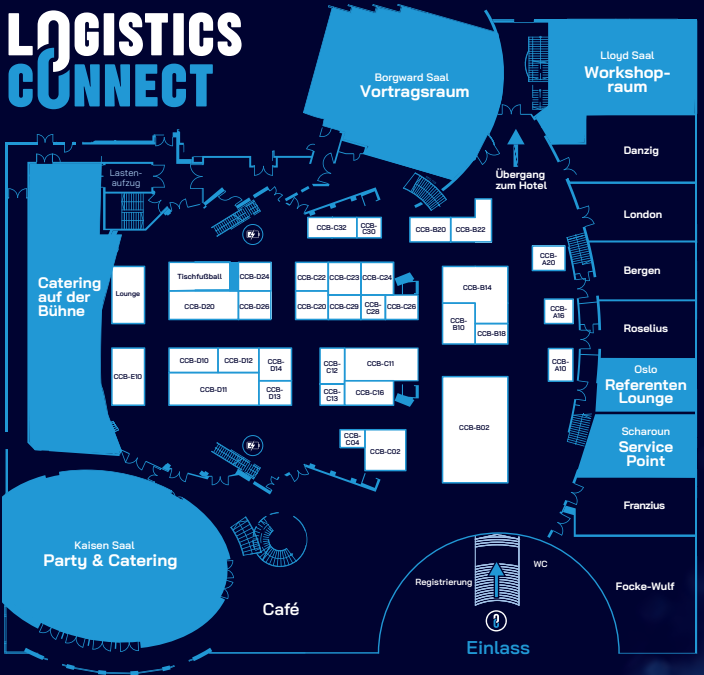 LOGISTICS
CONNECT
Borgward Saal
Vortragsraum
Lloyd Saal
Workshop-
raum
Übergang
zum Hotel
Danzig
London
Bergen
Roselius
Oslo
Referenten
Lounge
Scharoun
Service
Point
Franzius
Focke-Wulf
Lasten-
aufzug
Catering
auf der
Bühne
Lounge
CCB-E10
Tischfußball
CCB-D24
CCB-D20
CCB-D26
CCB-D10
CCB-D12
CCB-
D14
CCB-D11
CCB-
D13
CCB-C32
CCB-
C30
CCB-C22
CCB-C23
CCB-C24
CCB-C20
CCB-C29
CCB-
C28
CCB-C26
CCB-
C12
CCB-C11
CCB-
C13
CCB-C16
CCB-
C04
CCB-C02
CCB-B20
CCB-B22
CCB-B14
CCB-
B10
CCB-B18
CCB-B02
CCB-
A20
CCB-
A16
CCB-
A10
Kaisen Saal
Party & Catering
Café
Registrierung
WC
Einlass